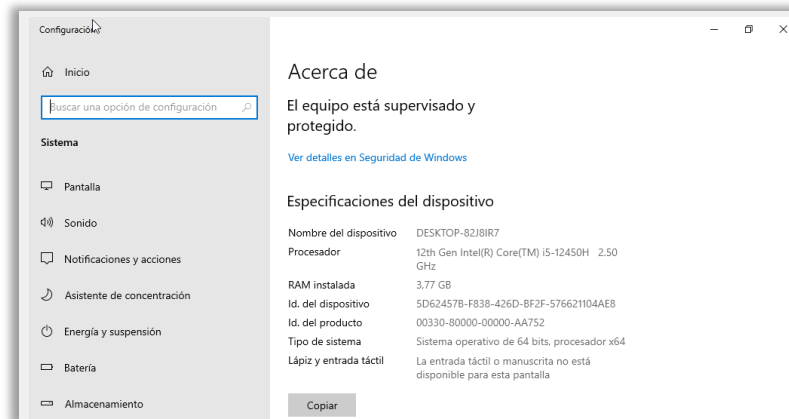 Configuración
Inicio
Buscar una opción de configuración
Sistema
Pantalla
Sonido
Notificaciones y acciones
Asistente de concentración
Energía y suspensión
Batería
Almacenamiento
Acerca de
El equipo está supervisado y
protegido.
Ver detalles en Seguridad de Windows
Especificaciones del dispositivo
Nombre del dispositivo DESKTOP-82J8IR7
Procesador 12th Gen Intel(R) Core(TM) i5-12450H 2.50
GHz
RAM instalada 3,77 GB
Id. del dispositivo 5D62457B-F838-426D-BF2F-576621104AE8
Id. del producto 00330-80000-00000-AA752
Tipo de sistema Sistema operativo de 64 bits, procesador x64
Lápiz y entrada táctil La entrada táctil o manuscrita no está
disponible para esta pantalla
Copiar